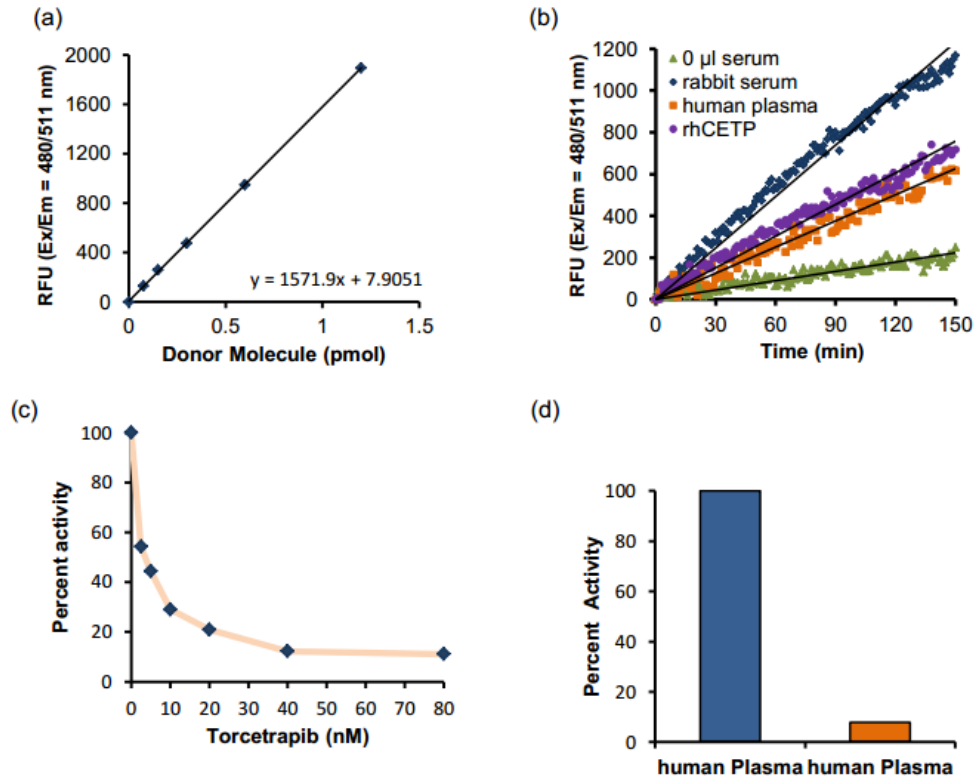 (a)
RFU (Ex/Em = 480/511 nm)
2000
1600
1200
800
400
0
y = 1571.9x + 7.9051
0
0.5
1
1.5
Donor Molecule (pmol)
(b)
RFU (Ex/Em = 480/511 nm)
1200
1000
800
600
400
200
0
0 µl serum
rabbit serum
human plasma
rhCETP
0
30
60
90
120
150
Time (min)
(c)
Percent activity
100
80
60
40
20
0
0
10
20
30
40
50
60
70
80
Torcetrapib (nM)
(d)
Percent Activity
100
80
60
40
20
0
human Plasma
human Plasma